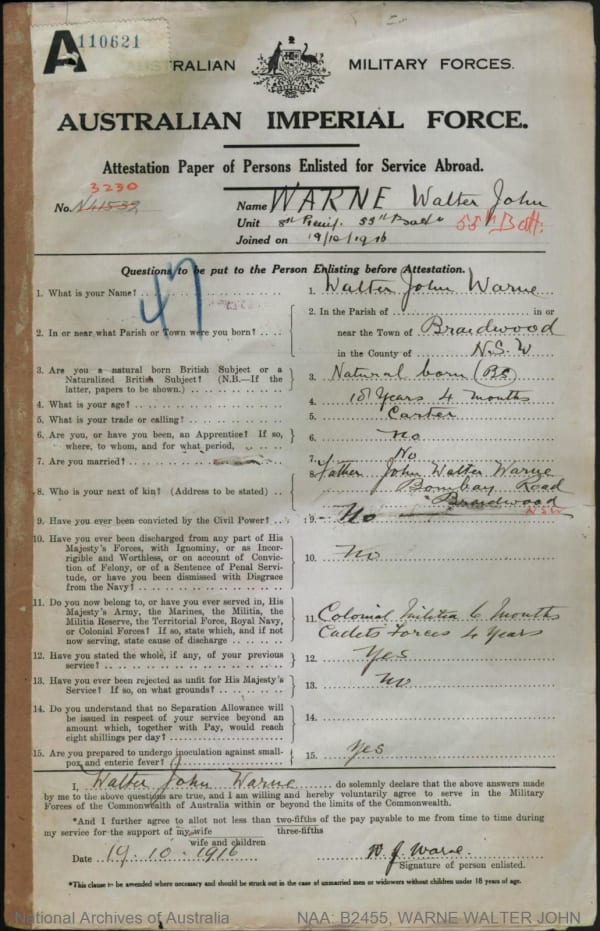 A 110621
AUSTRALIAN MILITARY FORCES.
AUSTRALIAN IMPERIAL FORCE.
Attestation Paper of Persons Enlisted for Service Abroad.
3230
No. N41539
Name WARNE Walter John
Unit 8th Reinf. 55th Battn 55th Batt.
Joined on 19/10/1916
47
Questions to be put to the Person Enlisting before Attestation.
1. What is your Name? 1. Walter John Warne
2. In or near what Parish or Town were you born? 2. In the Parish of in or
near the Town of Braidwood
in the County of N.S.W
3. Are you a natural born British Subject or a
Naturalized British Subject? (N.B.—If the
latter, papers to be shown.) 3. Natural born (BS)
4. What is your age? 4. 18 Years 4 months
5. What is your trade or calling? 5. Carter
6. Are you, or have you been, an Apprentice? If so,
where, to whom, and for what period, 6. no
7. Are you married? 7. No
8. Who is your next of kin? (Address to be stated) 8. Father John Walter Warne
Bombay Road
Braidwood
NSW
9. Have you ever been convicted by the Civil Power? 9. No
10. Have you ever been discharged from any part of His
Majesty's Forces, with Ignominy, or as Incor-
rigible and Worthless, or on account of Convic-
tion of Felony, or of a Sentence of Penal Servi-
tude, or have you been dismissed with Disgrace
from the Navy? 10. No
11. Do you now belong to, or have you ever served in, His
Majesty's Army, the Marines, the Militia, the
Militia Reserve, the Territorial Force, Royal Navy,
or Colonial Forces? If so, state which, and if not
now serving, state cause of discharge 11. Colonial Militia 6 Months
Cadets Forces 4 Years
12. Have you stated the whole, if any, of your previous
service? 12. Yes
13. Have you ever been rejected as unfit for His Majesty's
Service? If so, on what grounds? 13. no
14. Do you understand that no Separation Allowance will
be issued in respect of your service beyond an
amount which, together with Pay, would reach
eight shillings per day? 14.
15. Are you prepared to undergo inoculation against small-
pox and enteric fever? 15. Yes
I, Walter John Warne do solemnly declare that the above answers made
by me to the above questions are true, and I am willing and hereby voluntarily agree to serve in the Military
Forces of the Commonwealth of Australia within or beyond the limits of the Commonwealth.
*And I further agree to allot not less than two-fifths of the pay payable to me from time to time during
three-fifths
my service for the support of my wife
wife and children
Date 19.10.1916 W. J. Warne.
Signature of person enlisted.
*This clause to be amended where necessary and should be struck out in the case of unmarried men or widowers without children under 18 years of age.
National Archives of Australia NAA: B2455, WARNE WALTER JOHN